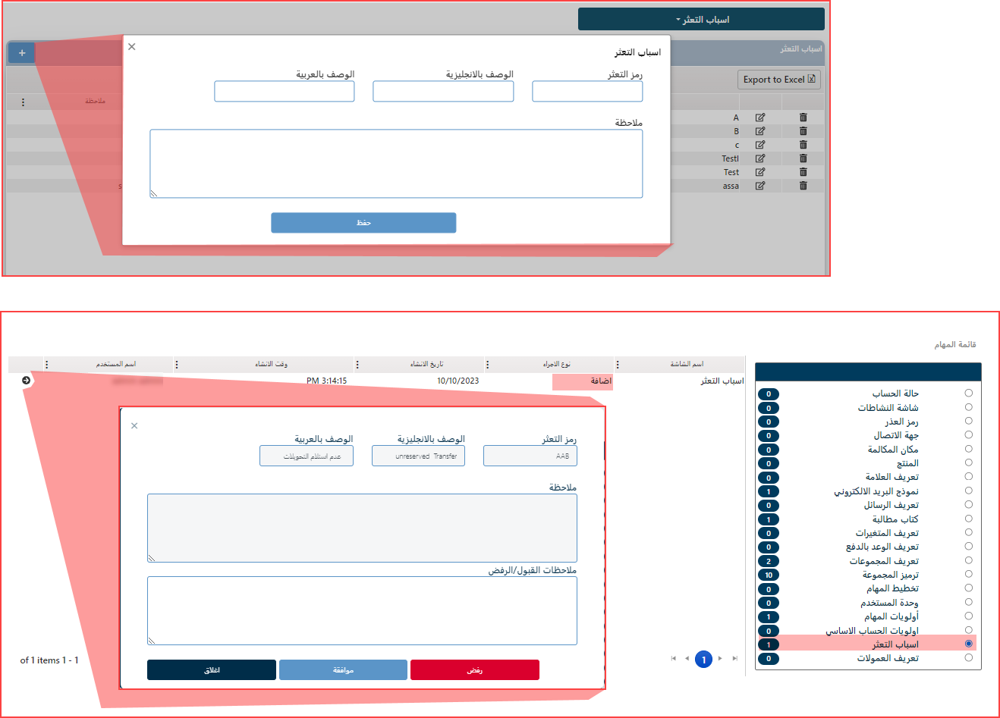 اسباب التعثر
اسباب التعثر
+
×
اسباب التعثر
رمز التعثر
الوصف بالانجليزية
الوصف بالعربية
ملاحظة
حفظ
Export to Excel
ملاحظة
A
B
c
Testl
Test
assa
s
قائمة المهام
اسم الشاشة
نوع الاجراء
تاريخ الانشاء
وقت الانشاء
اسم المستخدم
اسباب التعثر
اضافة
10/10/2023
PM 3:14:15
حالة الحساب 0
شاشة النشاطات 0
رمز العذر 0
جهة الاتصال 0
مكان المكالمة 0
المنتج 0
تعريف العلامة 0
نموذج البريد الالكتروني 1
تعريف الرسائل 0
كتاب مطالبة 1
تعريف المتغيرات 0
تعريف الوعد بالدفع 0
تعريف المجموعات 2
ترميز المجموعة 10
تخطيط المهام 0
وحدة المستخدم 0
أولويات المهام 1
اولويات الحساب الاساسي 0
اسباب التعثر 1
تعريف العمولات 0
×
رمز التعثر
الوصف بالانجليزية
الوصف بالعربية
AAB
unreserved Transfer
عدم استلام التحويلات
ملاحظة
ملاحظات القبول/الرفض
رفض
موافقة
اغلاق
1
of 1 items 1 - 1